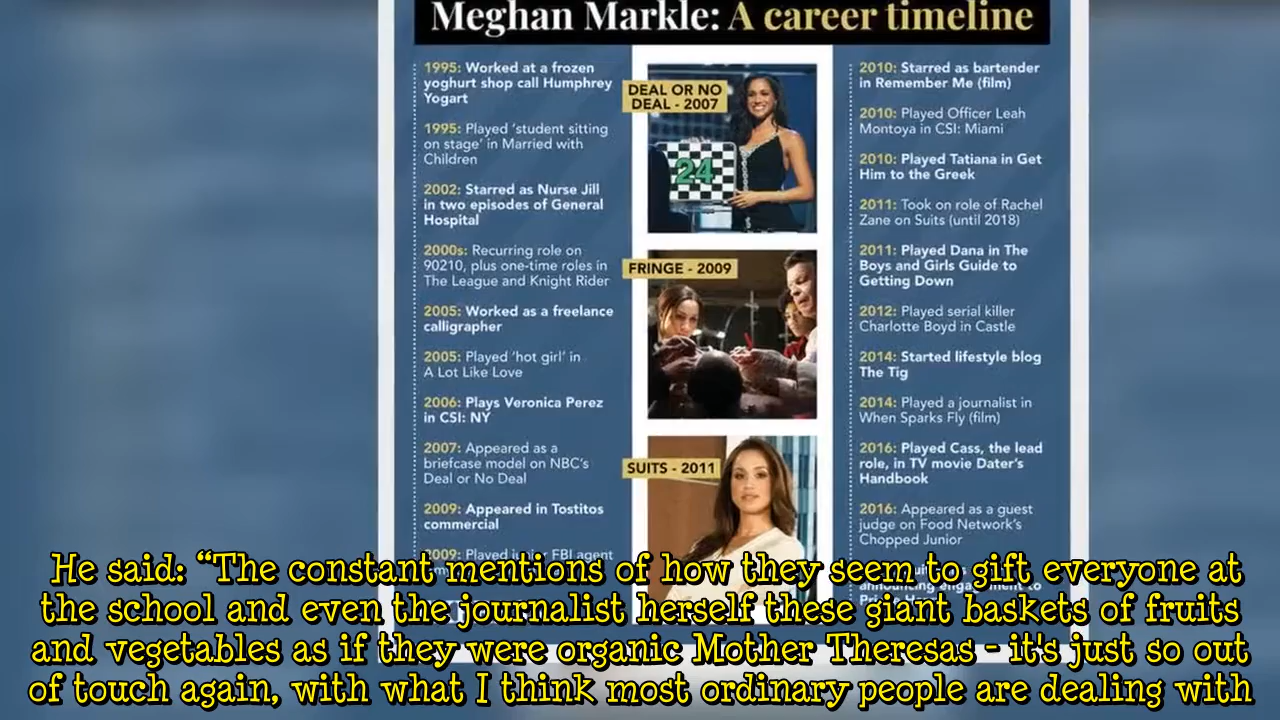 Meghan Markle: A career timeline
1995: Worked at a frozen
yoghurt shop call Humphrey
Yogart
1995: Played ‘student sitting
on stage’ in Married with
Children
2002: Starred as Nurse Jill
in two episodes of General
Hospital
2000s: Recurring role on
90210, plus one-time roles in
The League and Knight Rider
2005: Worked as a freelance
calligrapher
2005: Played ‘hot girl’ in
A Lot Like Love
2006: Plays Veronica Perez
in CSI: NY
2007: Appeared as a
briefcase model on NBC’s
Deal or No Deal
2009: Appeared in Tostitos
commercial
2009: Played junior FBI agent
DEAL OR NO
DEAL - 2007
24
FRINGE - 2009
SUITS - 2011
2010: Starred as bartender
in Remember Me (film)
2010: Played Officer Leah
Montoya in CSI: Miami
2010: Played Tatiana in Get
Him to the Greek
2011: Took on role of Rachel
Zane on Suits (until 2018)
2011: Played Dana in The
Boys and Girls Guide to
Getting Down
2012: Played serial killer
Charlotte Boyd in Castle
2014: Started lifestyle blog
The Tig
2014: Played a journalist in
When Sparks Fly (film)
2016: Played Cass, the lead
role, in TV movie Dater’s
Handbook
2016: Appeared as a guest
judge on Food Network’s
Chopped Junior
announcing engagement to
He said: “The constant mentions of how they seem to gift everyone at
the school and even the journalist herself these giant baskets of fruits
and vegetables as if they were organic Mother Theresas - it's just so out
of touch again, with what I think most ordinary people are dealing with